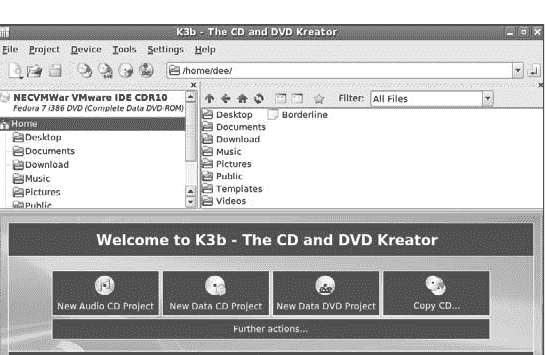 K3b - The CD and DVD Kreator
File Project Device Tools Settings Help
/home/dee/
NECVMWar VMware IDE CDR10
Fedora 7 i386 DVD (Complete Data DVD-ROM)
Home
Desktop
Documents
Download
Music
Pictures
Public
Filter: All Files
Desktop Borderline
Documents
Download
Music
Pictures
Public
Templates
Videos
Welcome to K3b - The CD and DVD Kreator
New Audio CD Project New Data CD Project New Data DVD Project Copy CD...
Further actions...